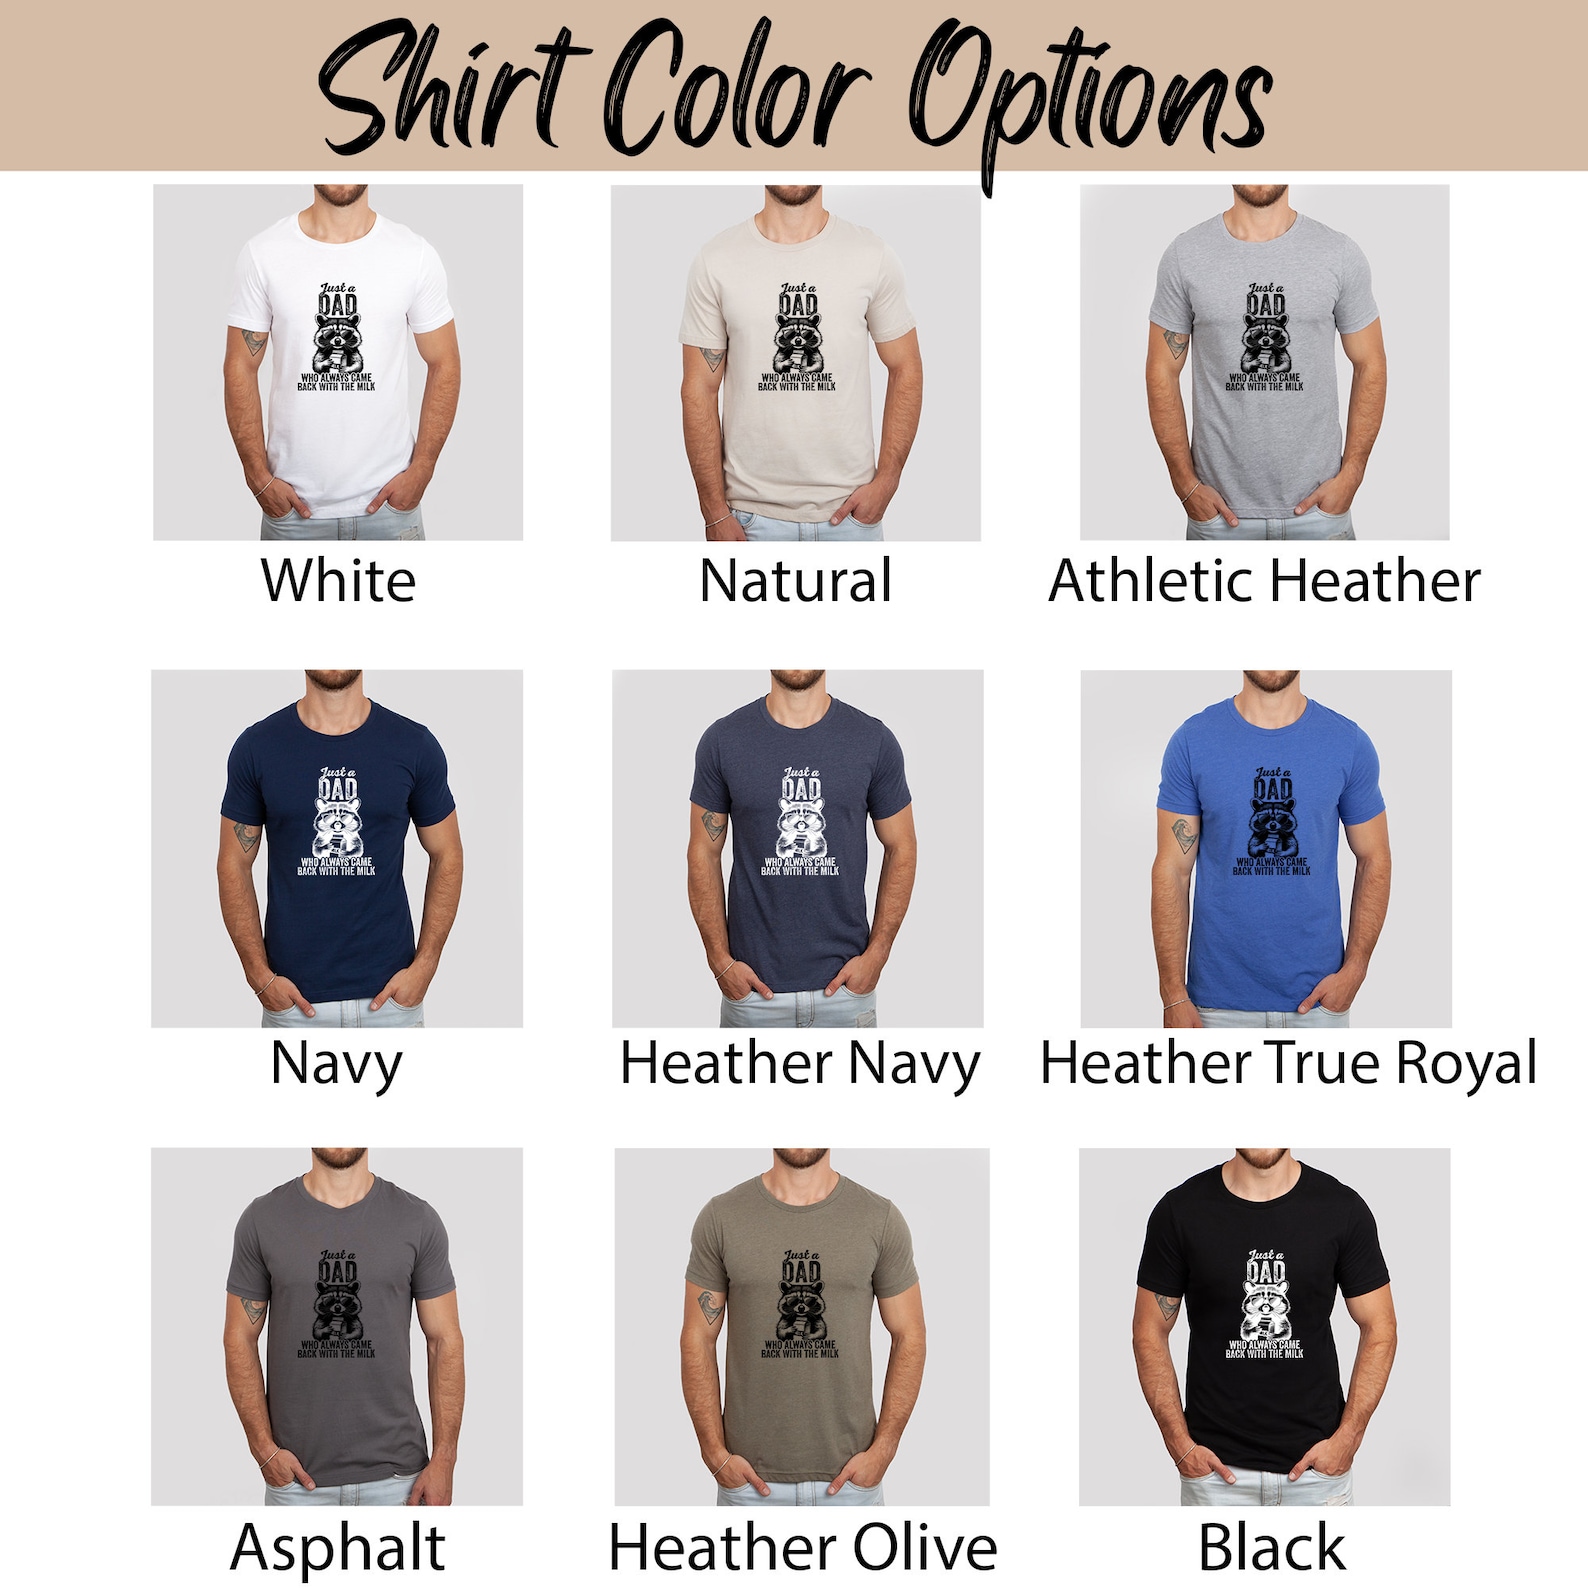 Shirt Color Options
Just a
DAD
WHO ALWAYS CAME
BACK WITH THE MILK
White
Just a
DAD
WHO ALWAYS CAME
BACK WITH THE MILK
Natural
Just a
DAD
WHO ALWAYS CAME
BACK WITH THE MILK
Athletic Heather
Just a
DAD
WHO ALWAYS CAME
BACK WITH THE MILK
Navy
Just a
DAD
WHO ALWAYS CAME
BACK WITH THE MILK
Heather Navy
Just a
DAD
WHO ALWAYS CAME
BACK WITH THE MILK
Heather True Royal
Just a
DAD
WHO ALWAYS CAME
BACK WITH THE MILK
Asphalt
Just a
DAD
WHO ALWAYS CAME
BACK WITH THE MILK
Heather Olive
Just a
DAD
WHO ALWAYS CAME
BACK WITH THE MILK
Black